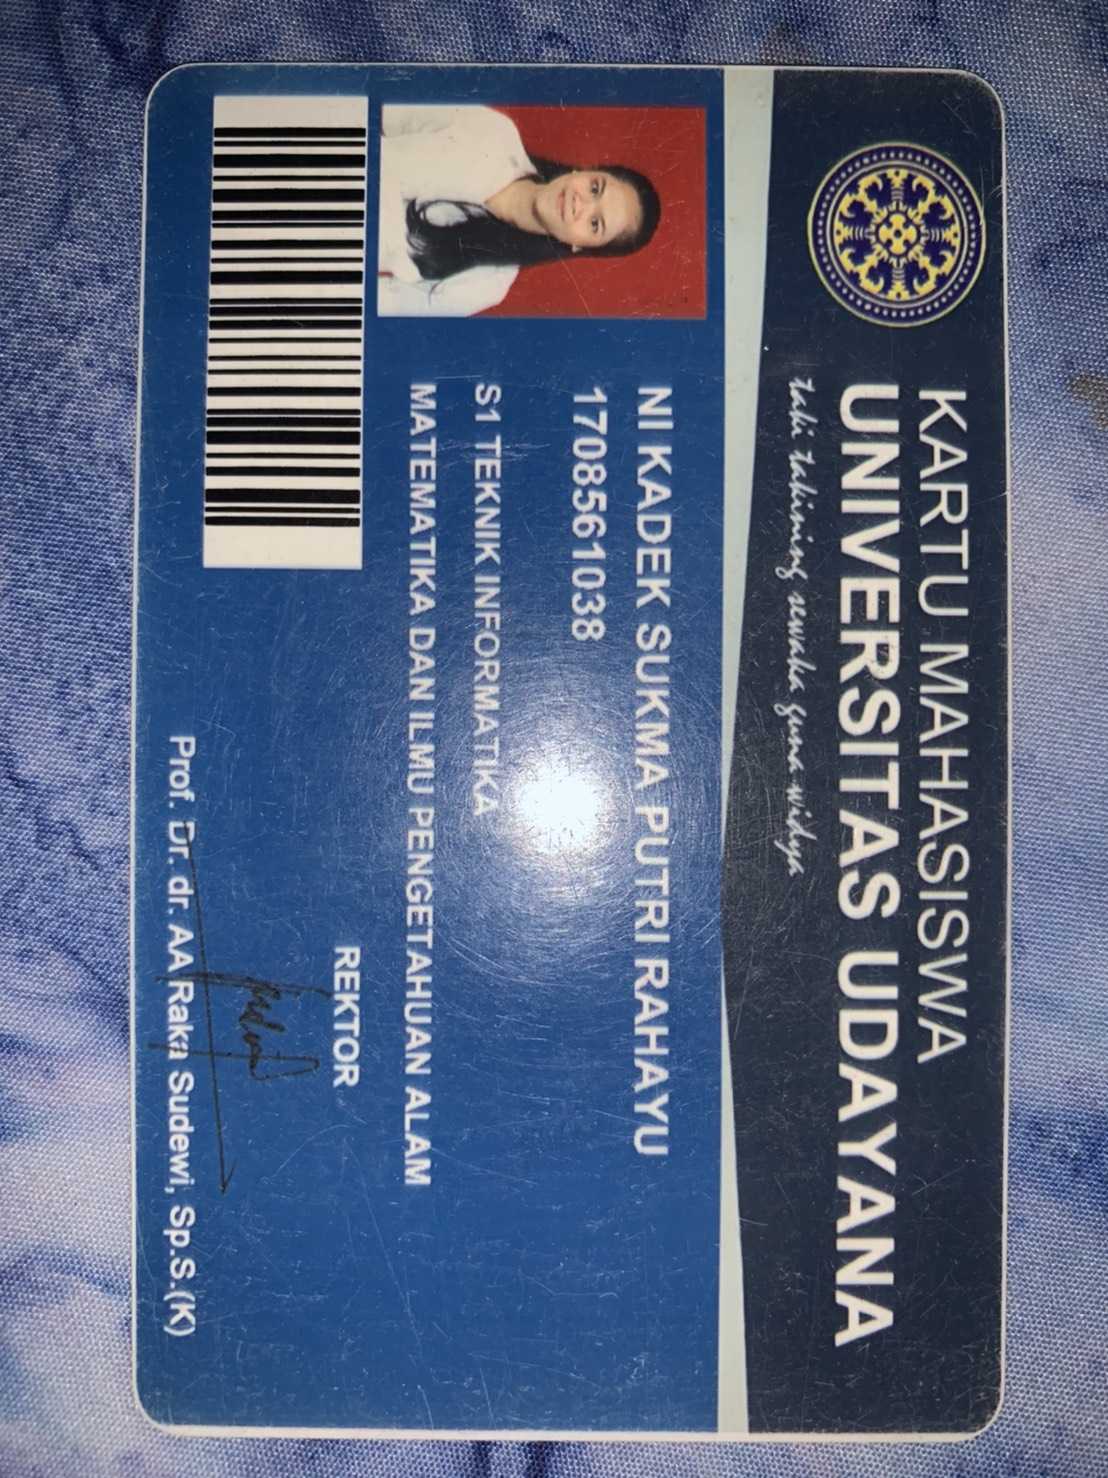 KARTU MAHASISWA
UNIVERSITAS UDAYANA
taki takining sewaka guna widya
NI KADEK SUKMA PUTRI RAHAYU
1708561038
S1 TEKNIK INFORMATIKA
MATEMATIKA DAN ILMU PENGETAHUAN ALAM
REKTOR
Prof. Dr. dr. AA Raka Sudewi, Sp.S.(K)